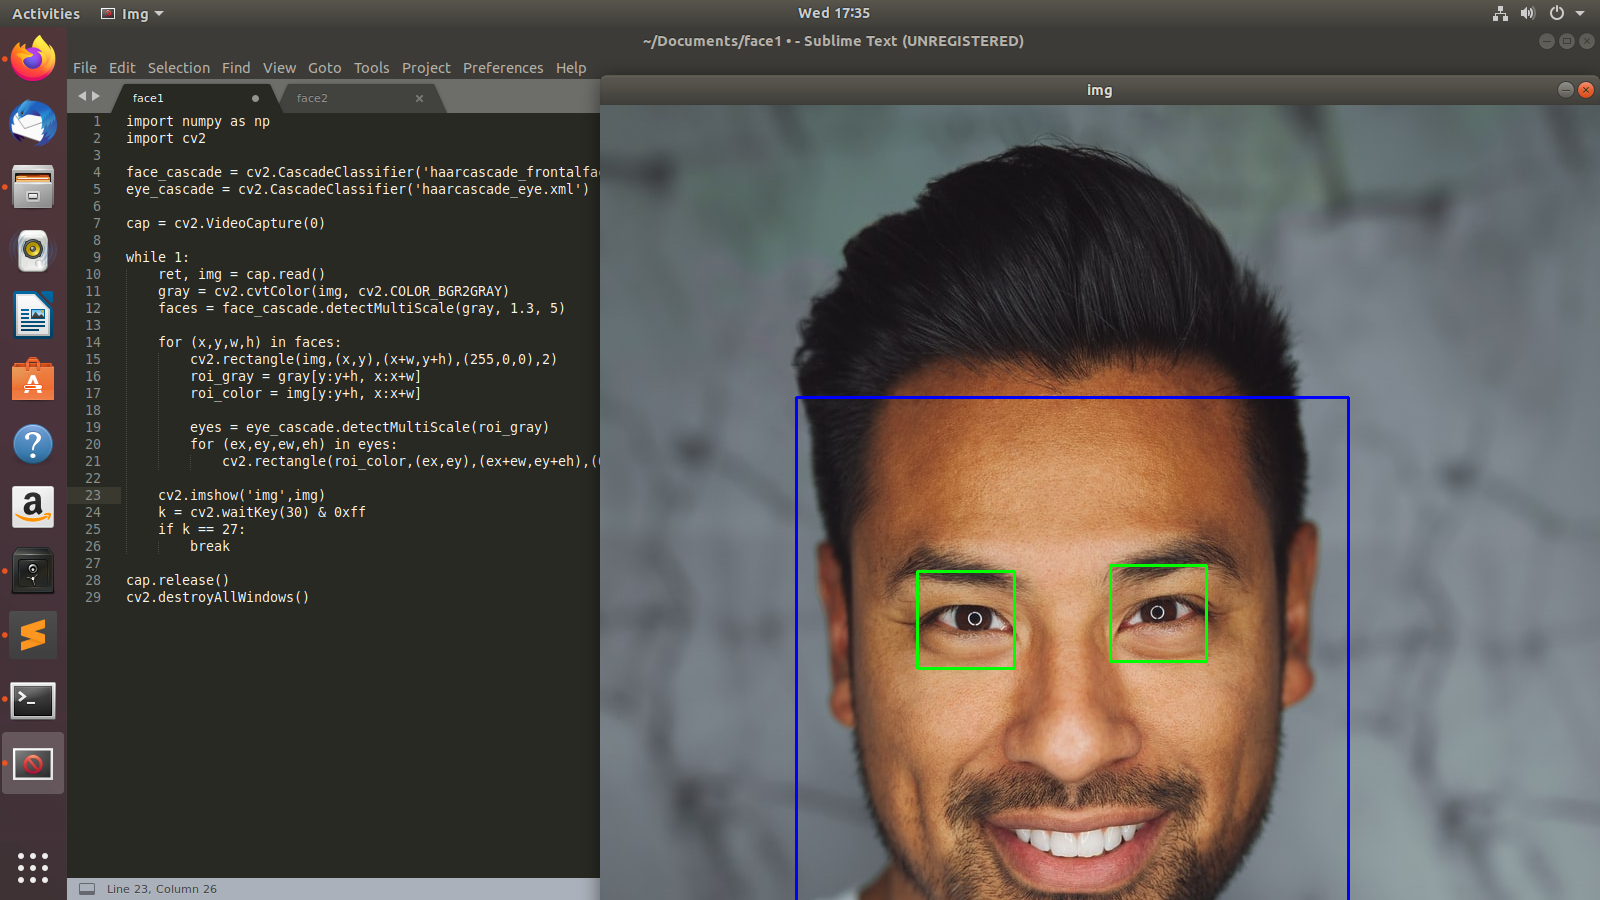 Activities
Img
Wed 17:35
~/Documents/face1 • - Sublime Text (UNREGISTERED)
File Edit Selection Find View Goto Tools Project Preferences Help
img
face1
face2
1 import numpy as np
2 import cv2
3
4 face_cascade = cv2.CascadeClassifier('haarcascade_frontalfac
5 eye_cascade = cv2.CascadeClassifier('haarcascade_eye.xml')
6
7 cap = cv2.VideoCapture(0)
8
9 while 1:
10 ret, img = cap.read()
11 gray = cv2.cvtColor(img, cv2.COLOR_BGR2GRAY)
12 faces = face_cascade.detectMultiScale(gray, 1.3, 5)
13
14 for (x,y,w,h) in faces:
15 cv2.rectangle(img,(x,y),(x+w,y+h),(255,0,0),2)
16 roi_gray = gray[y:y+h, x:x+w]
17 roi_color = img[y:y+h, x:x+w]
18
19 eyes = eye_cascade.detectMultiScale(roi_gray)
20 for (ex,ey,ew,eh) in eyes:
21 cv2.rectangle(roi_color,(ex,ey),(ex+ew,ey+eh),(
22
23 cv2.imshow('img',img)
24 k = cv2.waitKey(30) & 0xff
25 if k == 27:
26 break
27
28 cap.release()
29 cv2.destroyAllWindows()
Line 23, Column 26